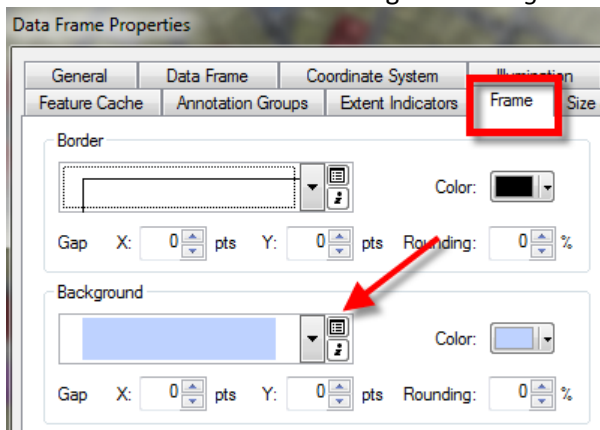 Data Frame Properties
General Data Frame Coordinate System Illumination
Feature Cache Annotation Groups Extent Indicators Frame Size
Border
Color:
Gap X: 0 pts Y: 0 pts Rounding: 0 %
Background
Color:
Gap X: 0 pts Y: 0 pts Rounding: 0 %